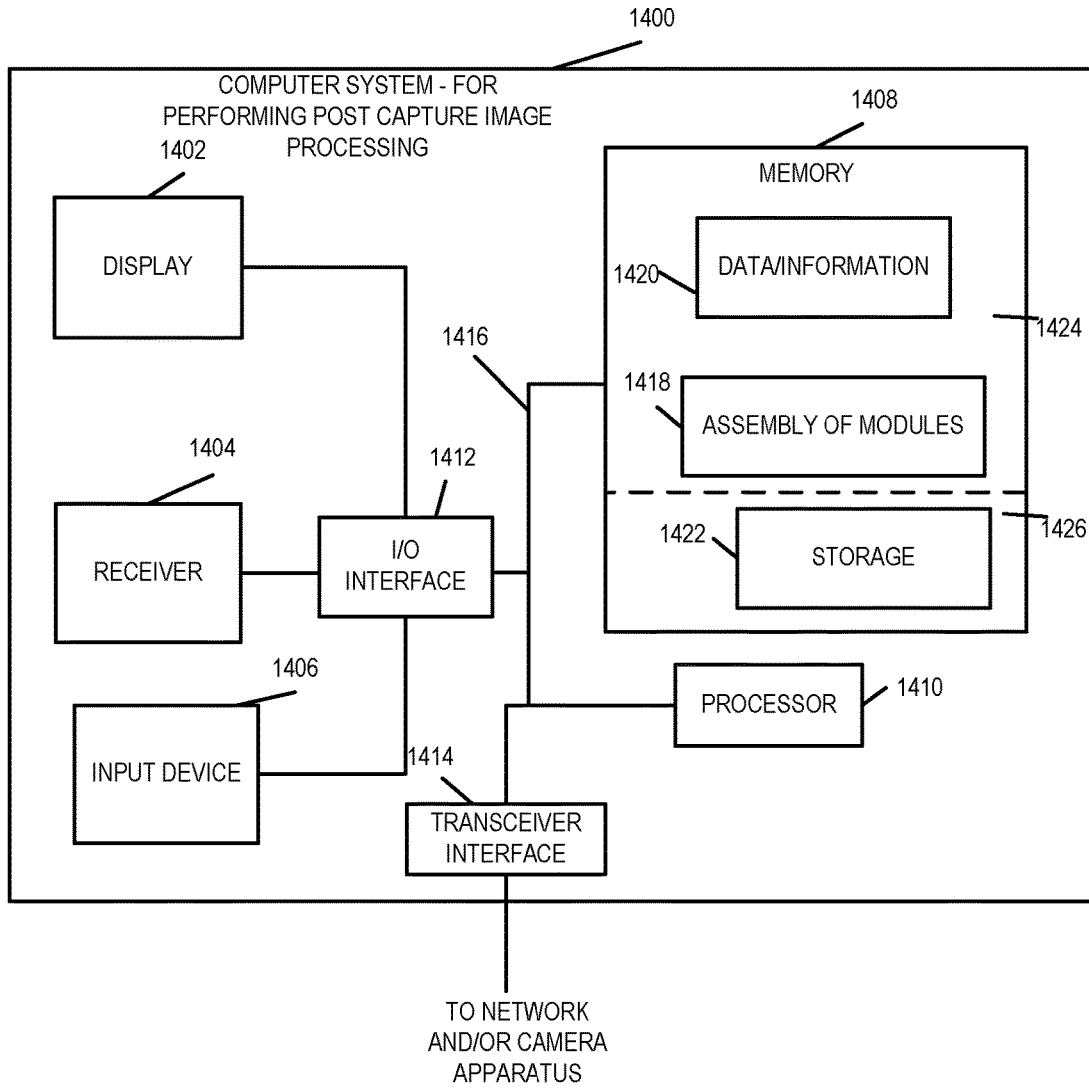 1400
COMPUTER SYSTEM - FOR
PERFORMING POST CAPTURE IMAGE
PROCESSING
1402
DISPLAY
1408
MEMORY
1420
DATA/INFORMATION
1424
1416
1418
ASSEMBLY OF MODULES
1404
RECEIVER
1412
I/O
INTERFACE
1422
STORAGE
1426
1406
INPUT DEVICE
PROCESSOR
1410
1414
TRANSCEIVER
INTERFACE
TO NETWORK
AND/OR CAMERA
APPARATUS